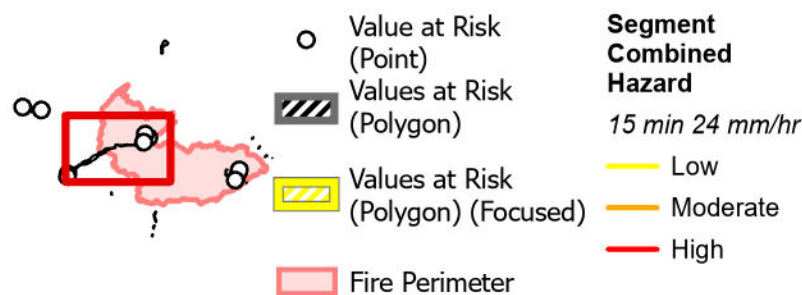 Value at Risk
(Point)
Values at Risk
(Polygon)
Values at Risk
(Polygon) (Focused)
Fire Perimeter
Segment
Combined
Hazard
15 min 24 mm/hr
Low
Moderate
High